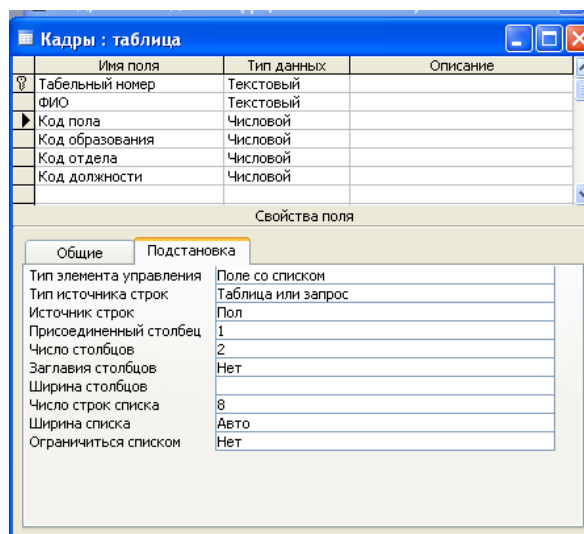 Кадры : таблица
Имя поля Тип данных Описание
Табельный номер Текстовый
ФИО Текстовый
Код пола Числовой
Код образования Числовой
Код отдела Числовой
Код должности Числовой
Свойства поля
Общие Подстановка
Тип элемента управления Поле со списком
Тип источника строк Таблица или запрос
Источник строк Пол
Присоединенный столбец 1
Число столбцов 2
Заглавия столбцов Нет
Ширина столбцов
Число строк списка 8
Ширина списка Авто
Ограничиться списком Нет